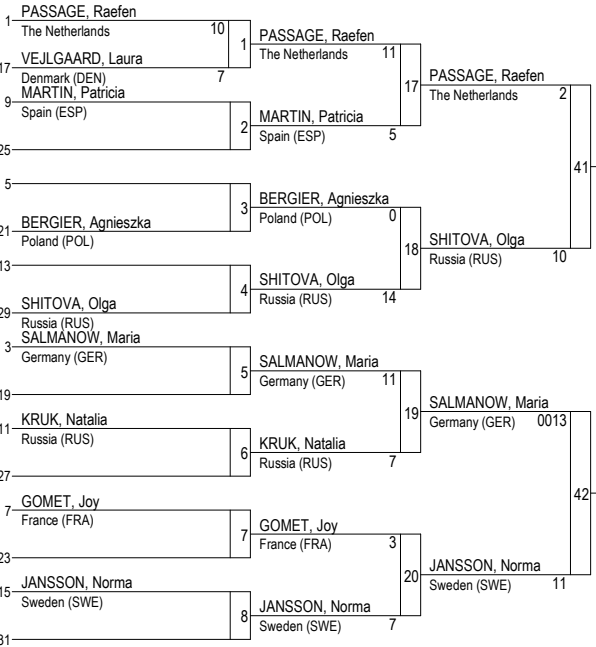 1 PASSAGE, Raefen
The Netherlands 10
17 VEJLGAARD, Laura
Denmark (DEN) 7
9 MARTIN, Patricia
Spain (ESP)
25
5
21 BERGIER, Agnieszka
Poland (POL)
13
29 SHITOVA, Olga
Russia (RUS)
3 SALMANOW, Maria
Germany (GER)
19
11 KRUK, Natalia
Russia (RUS)
27
7 GOMET, Joy
France (FRA)
23
15 JANSSON, Norma
Sweden (SWE)
31
1 PASSAGE, Raefen
The Netherlands 11
2 MARTIN, Patricia
Spain (ESP) 5
3 BERGIER, Agnieszka
Poland (POL) 0
4 SHITOVA, Olga
Russia (RUS) 14
5 SALMANOW, Maria
Germany (GER) 11
6 KRUK, Natalia
Russia (RUS) 7
7 GOMET, Joy
France (FRA) 3
8 JANSSON, Norma
Sweden (SWE) 7
17 PASSAGE, Raefen
The Netherlands 2
18 SHITOVA, Olga
Russia (RUS) 10
19 SALMANOW, Maria
Germany (GER) 0013
20 JANSSON, Norma
Sweden (SWE) 11
41
42